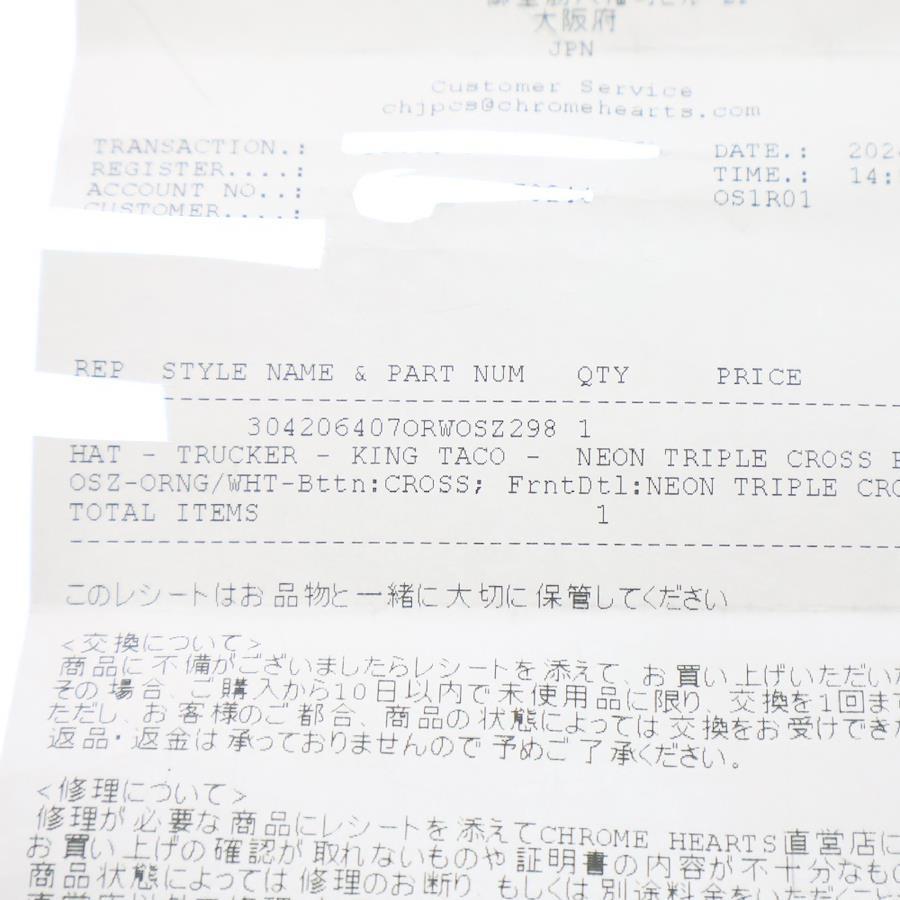 大阪府
JPN
Customer Service
chjpcs@chromehearts.com
TRANSACTION.:
DATE.: 202
REGISTER....:
TIME.: 14:
ACCOUNT NO..:
OS1R01
CUSTOMER....:
REP STYLE NAME & PART NUM QTY PRICE
304206407ORWOSZ298 1
HAT - TRUCKER - KING TACO - NEON TRIPLE CROSS
OSZ-ORNG/WHT-Bttn:CROSS; FrntDtl:NEON TRIPLE CRO
TOTAL ITEMS 1
このレシートはお品物と一緒に大切に保管してください
<交換について>
商品に不備がございましたらレシートを添えて、お買い上げいただい
その場合、ご購入から10日以内で未使用品に限り、交換を1回ま
ただし、お客様のご都合、商品の状態によっては交換をお受けでき
返品・返金は承っておりませんので予めご了承ください。
<修理について>
修理が必要な商品にレシートを添えてCHROME HEARTS直営店に
お買い上げの確認が取れないものや証明書の内容が不十分なもの
商品状態によっては修理のお断り、もしくは別途料金をいただくこと